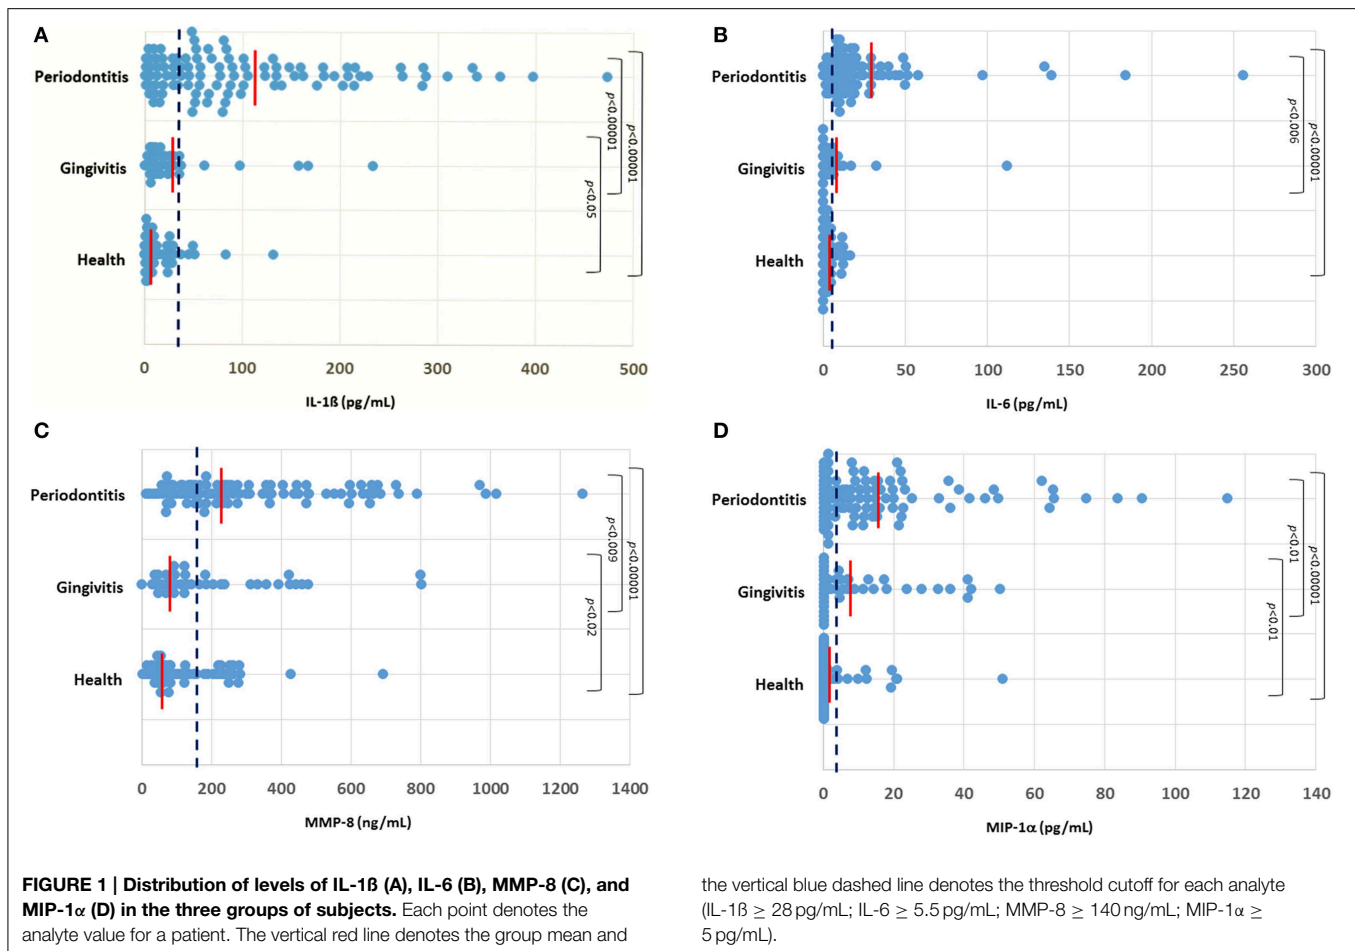 A
Periodontitis
Gingivitis
Health
0 100 200 300 400 500
IL-1ß (pg/mL)
p<0.00001
p<0.00001
p<0.05
B
Periodontitis
Gingivitis
Health
0 50 100 150 200 250 300
IL-6 (pg/mL)
p<0.006
p<0.00001
C
Periodontitis
Gingivitis
Health
0 200 400 600 800 1000 1200 1400
MMP-8 (ng/mL)
p<0.009
p<0.00001
p<0.02
D
Periodontitis
Gingivitis
Health
0 20 40 60 80 100 120 140
MIP-1α (pg/mL)
p<0.01
p<0.00001
p<0.01
FIGURE 1 | Distribution of levels of IL-1ß (A), IL-6 (B), MMP-8 (C), and
MIP-1α (D) in the three groups of subjects. Each point denotes the
analyte value for a patient. The vertical red line denotes the group mean and
the vertical blue dashed line denotes the threshold cutoff for each analyte
(IL-1ß ≥ 28 pg/mL; IL-6 ≥ 5.5 pg/mL; MMP-8 ≥ 140 ng/mL; MIP-1α ≥
5 pg/mL).